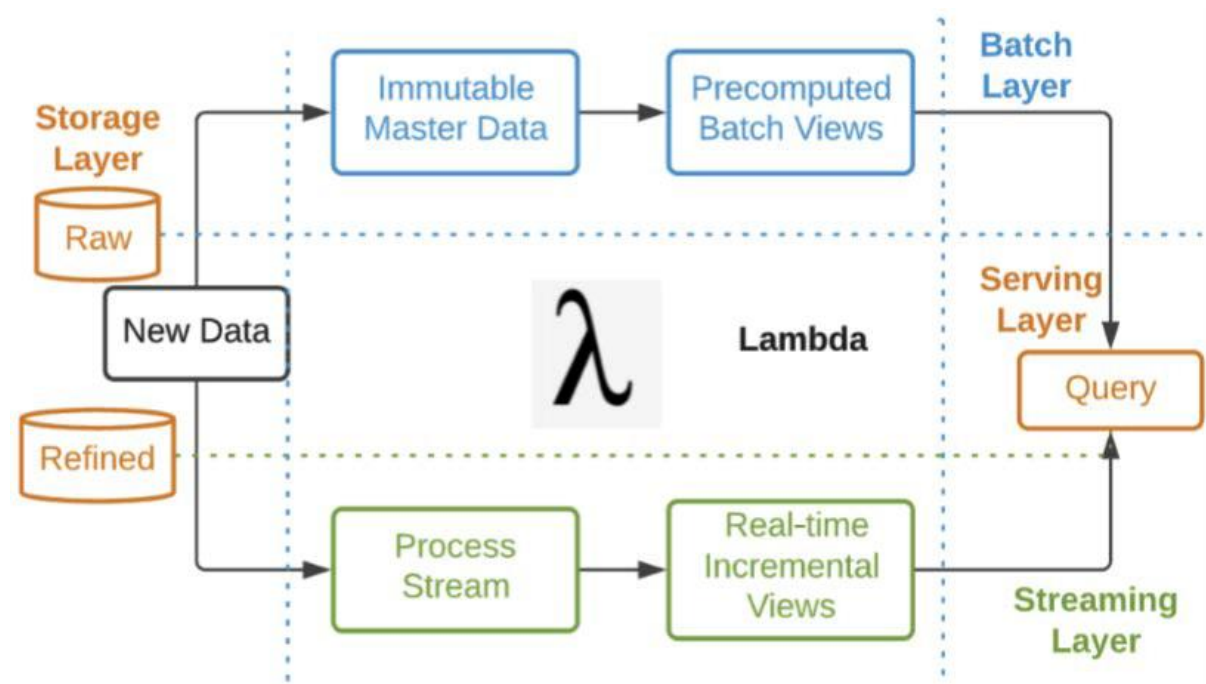 Batch
Layer
Immutable
Master Data
Precomputed
Batch Views
Storage
Layer
Raw
New Data
Refined
λ
Lambda
Serving
Layer
Query
Process
Stream
Real-time
Incremental
Views
Streaming
Layer